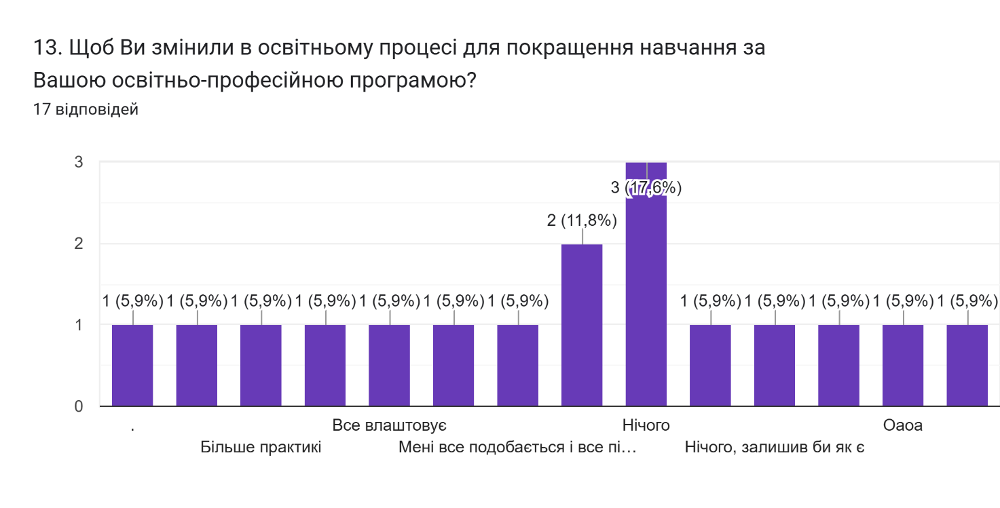 13. Щоб Ви змінили в освітньому процесі для покращення навчання за
Вашою освітньо-професійною програмою?
17 відповідей
3
3 (17,6%)
2 (11,8%)
2
1 (5,9%) 1 (5,9%) 1 (5,9%) 1 (5,9%) 1 (5,9%) 1 (5,9%) 1 (5,9%) 1 (5,9%) 1 (5,9%) 1 (5,9%) 1 (5,9%) 1 (5,9%)
1
0
. Все влаштовує Нічого Оаоа
Більше практикі Мені все подобається і все пі… Нічого, залишив би як є